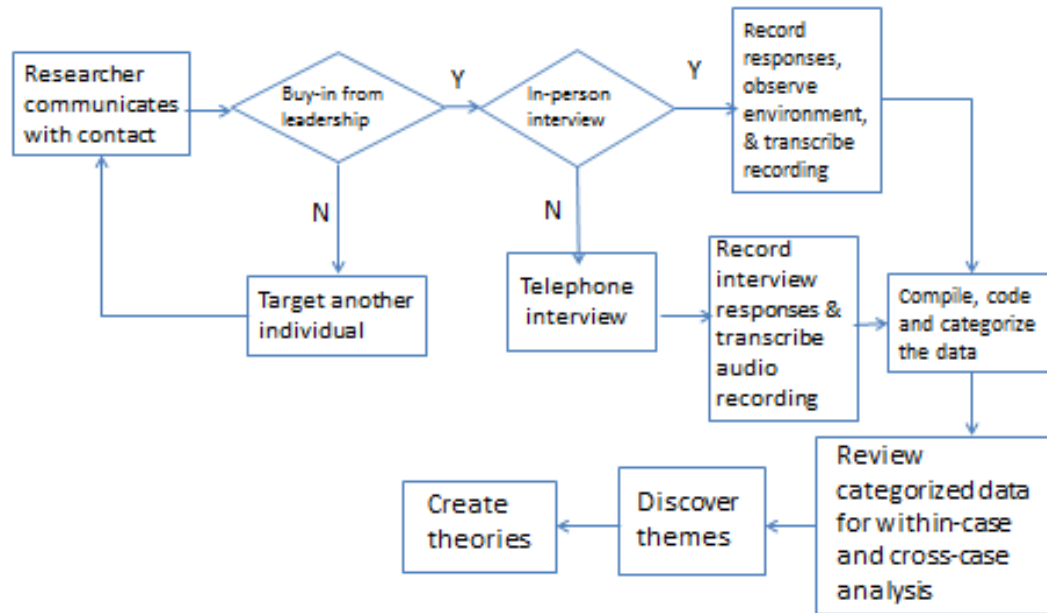 Researcher
communicates
with contact
Buy-in from
leadership
Y
In-person
interview
Y
Record
responses,
observe
environment,
& transcribe
recording
N
Target another
individual
N
Telephone
interview
Record
interview
responses &
transcribe
audio
recording
Compile, code
and categorize
the data
Review
categorized data
for within-case
and cross-case
analysis
Discover
themes
Create
theories